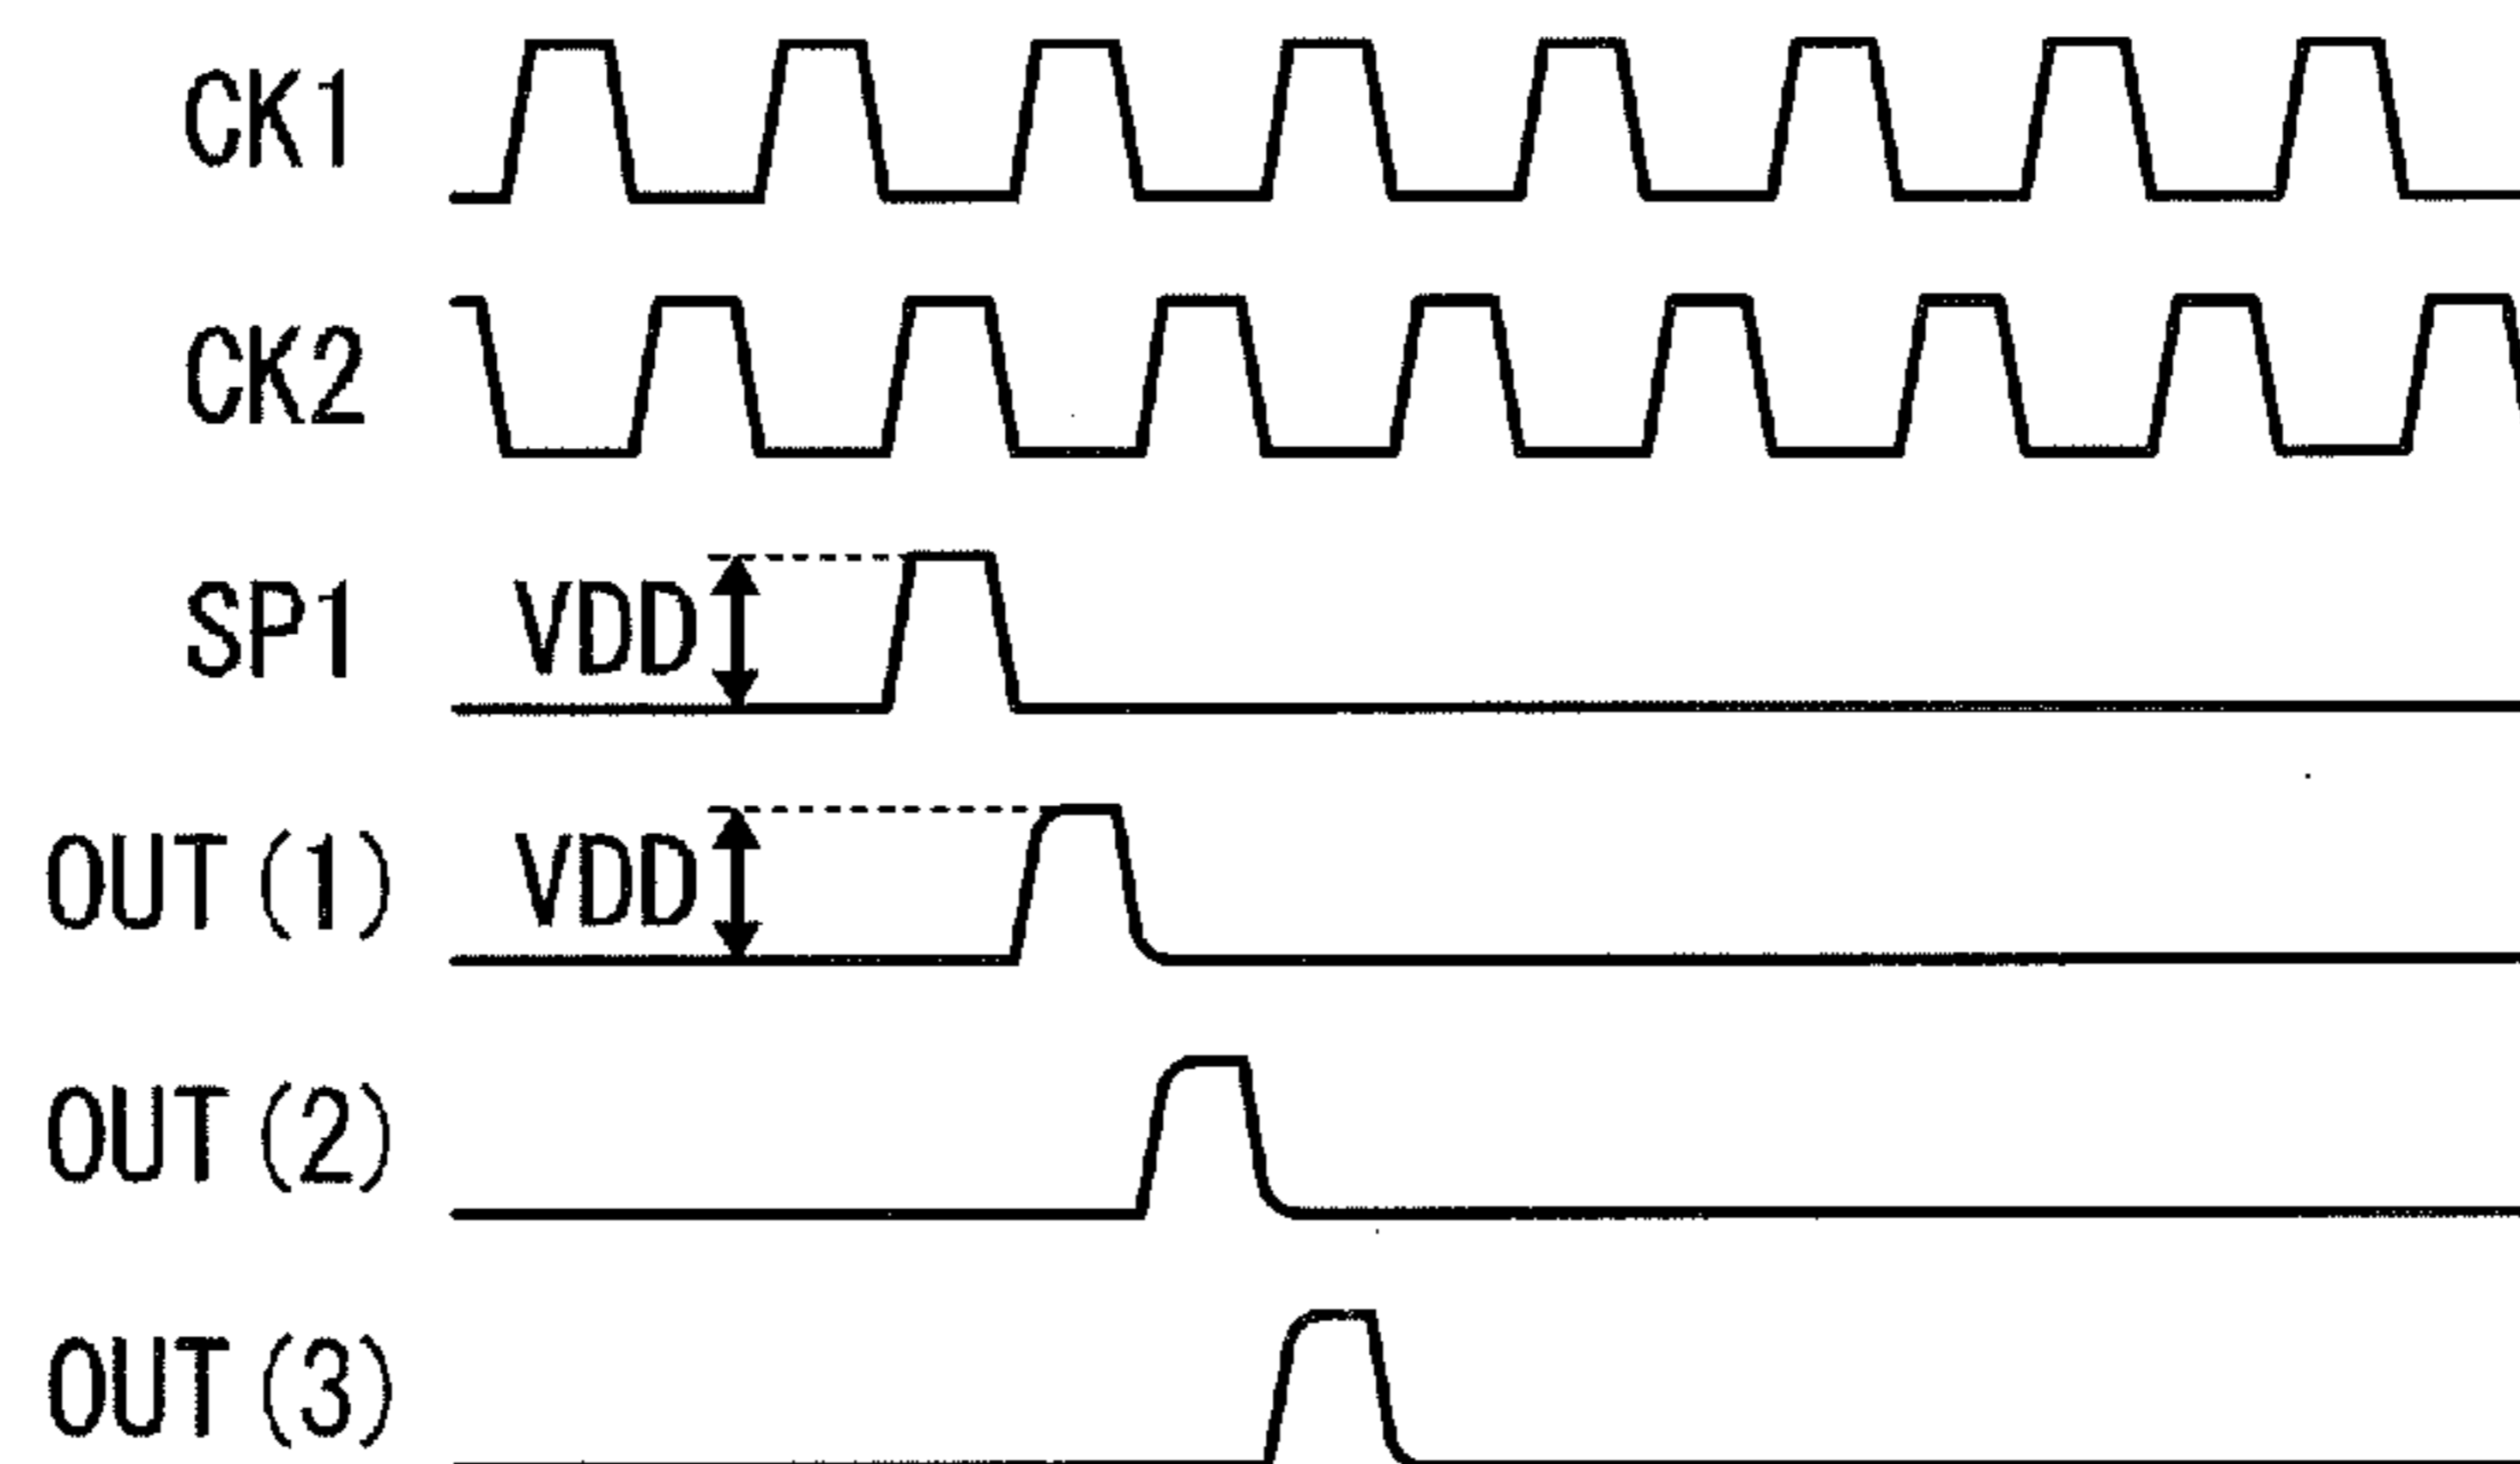 CK1
CK2
SP1 VDD
OUT(1) VDD
OUT(2)
OUT(3)